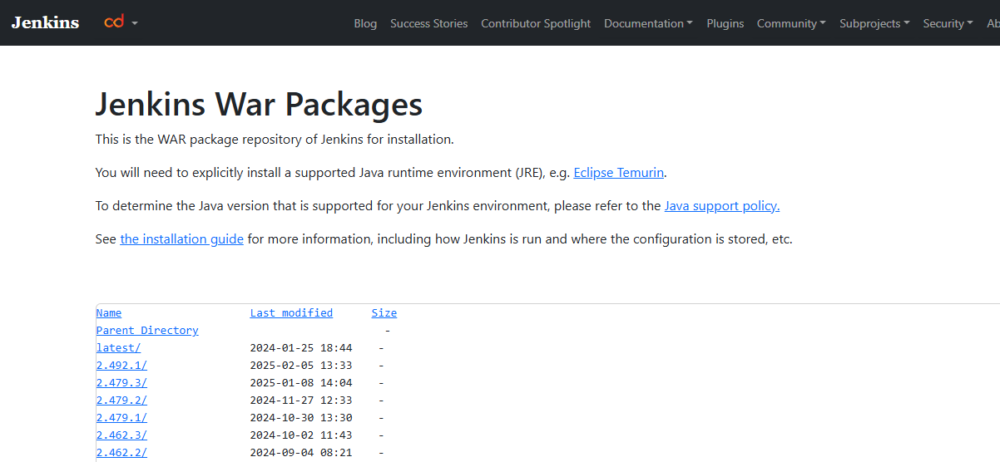 Jenkins cd Blog Success Stories Contributor Spotlight Documentation Plugins Community Subprojects Security Ab
Jenkins War Packages
This is the WAR package repository of Jenkins for installation.
You will need to explicitly install a supported Java runtime environment (JRE), e.g. Eclipse Temurin.
To determine the Java version that is supported for your Jenkins environment, please refer to the Java support policy.
See the installation guide for more information, including how Jenkins is run and where the configuration is stored, etc.
Name Last modified Size
Parent Directory -
latest/ 2024-01-25 18:44 -
2.492.1/ 2025-02-05 13:33 -
2.479.3/ 2025-01-08 14:04 -
2.479.2/ 2024-11-27 12:33 -
2.479.1/ 2024-10-30 13:30 -
2.462.3/ 2024-10-02 11:43 -
2.462.2/ 2024-09-04 08:21 -